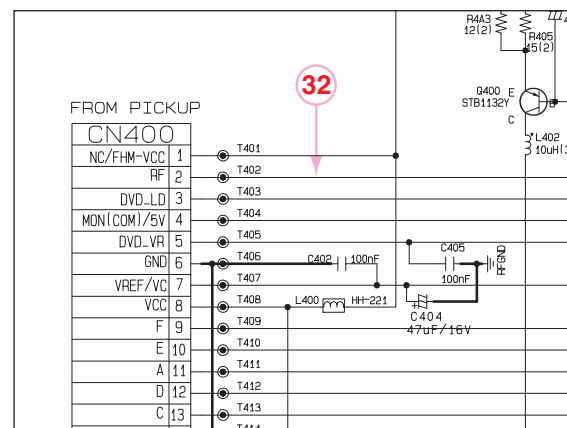 R4A3
12(2)
R405
15(2)
32
Q400
STB1132Y
E
C
L402
10uH(3
FROM PICKUP
CN400
NC/FHM-VCC 1 T401
RF 2 T402
DVD_LD 3 T403
MON(COM)/5V 4 T404
DVD_VR 5 T405
GND 6 T406
VREF/VC 7 T407
VCC 8 T408
F 9 T409
E 10 T410
A 11 T411
D 12 T412
C 13 T413
C402 100nF
C405
100nF
RFGND
L400 HH-221
C404
+
47uF/16V